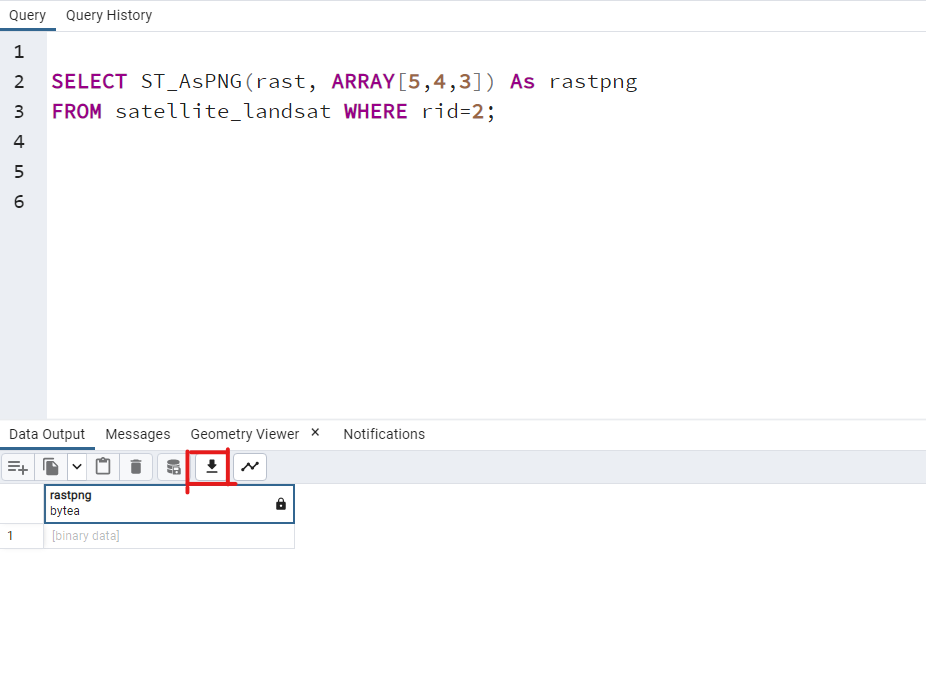 Query Query History
1
2 SELECT ST_AsPNG(rast, ARRAY[5,4,3]) As rastpng
3 FROM satellite_landsat WHERE rid=2;
4
5
6
Data Output Messages Geometry Viewer × Notifications
rastpng
bytea
1 [binary data]